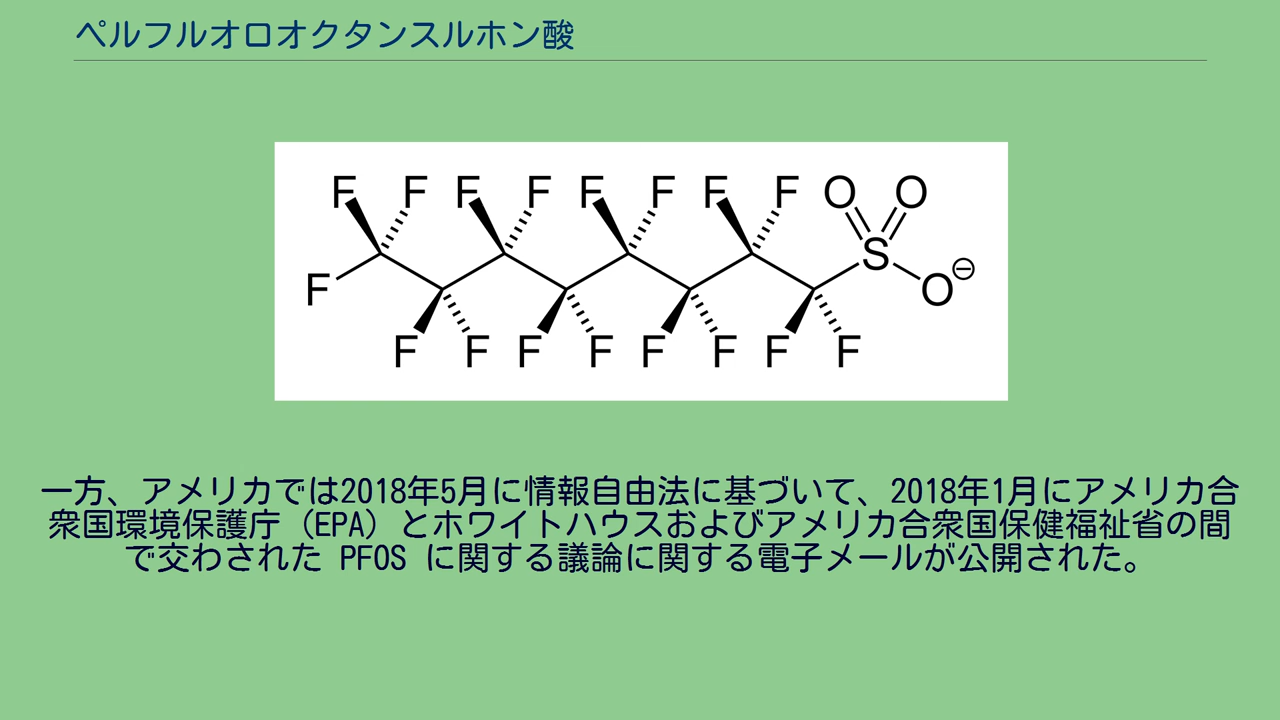 ペルフルオロオクタンスルホン酸
F F F F F F F F O O
F S O⊖
F F F F F F F F
一方、アメリカでは2018年5月に情報自由法に基づいて、2018年1月にアメリカ合
衆国環境保護庁（EPA）とホワイトハウスおよびアメリカ合衆国保健福祉省の間
で交わされた PFOS に関する議論に関する電子メールが公開された。